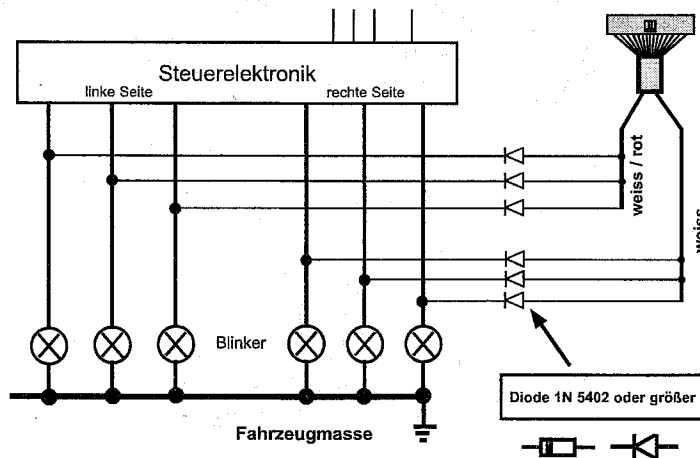 Steuerelektronik
linke Seite
rechte Seite
weiss / rot
weiss
Blinker
Diode 1N 5402 oder größer
Fahrzeugmasse